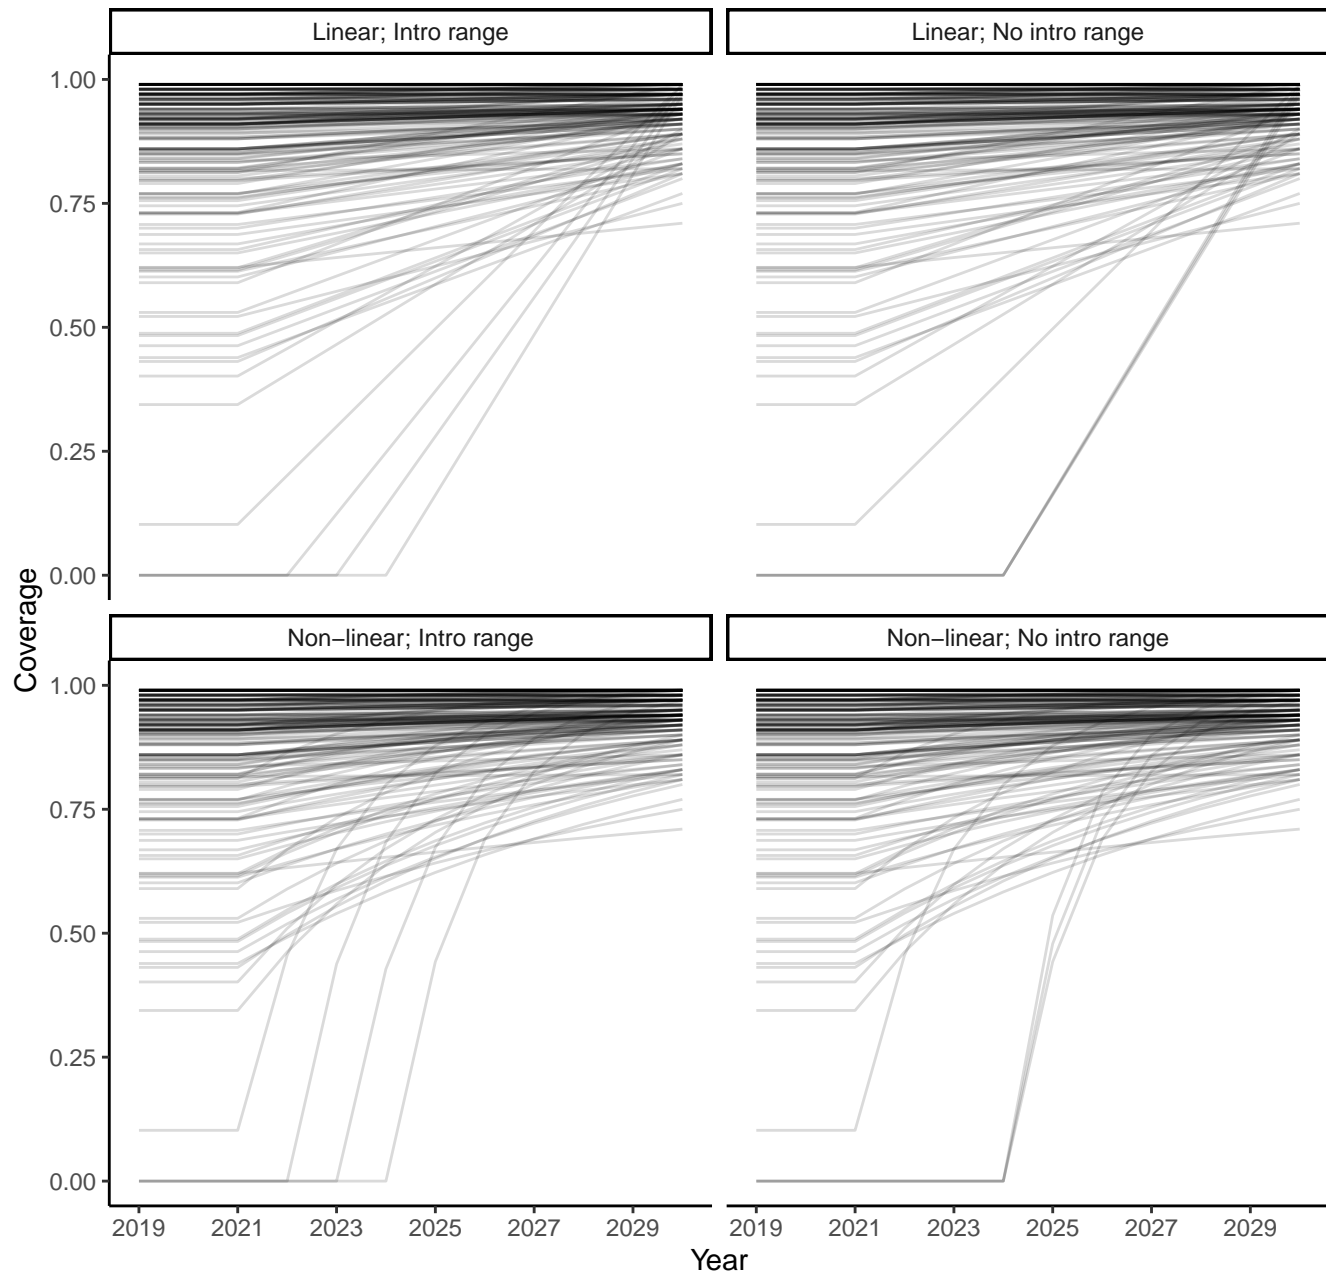 Linear; Intro range
Linear; No intro range
1.00
0.75
0.50
0.25
0.00
Coverage
Non−linear; Intro range
Non−linear; No intro range
1.00
0.75
0.50
0.25
0.00
2019 2021 2023 2025 2027 2029
2019 2021 2023 2025 2027 2029
Year